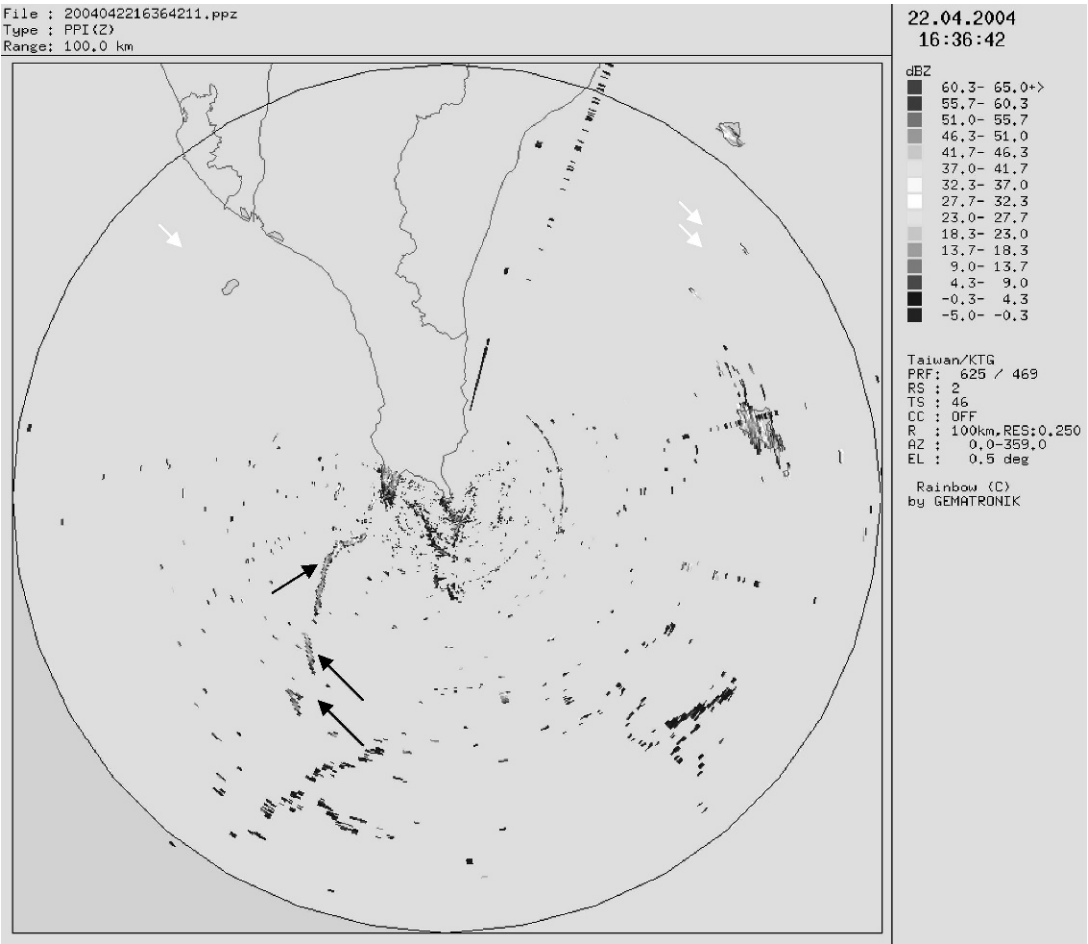 File : 2004042216364211.ppz
Type : PPI(Z)
Range: 100.0 km
22.04.2004
16:36:42
dBZ
60.3- 65.0+>
55.7- 60.3
51.0- 55.7
46.3- 51.0
41.7- 46.3
37.0- 41.7
32.3- 37.0
27.7- 32.3
23.0- 27.7
18.3- 23.0
13.7- 18.3
9.0- 13.7
4.3- 9.0
-0.3- 4.3
-5.0- -0.3
Taiwan/KTG
PRF: 625 / 469
RS : 2
TS : 46
CC : OFF
R : 100km,RES:0.250
AZ : 0.0-359.0
EL : 0.5 deg
Rainbow (C)
by GEMATRONIK